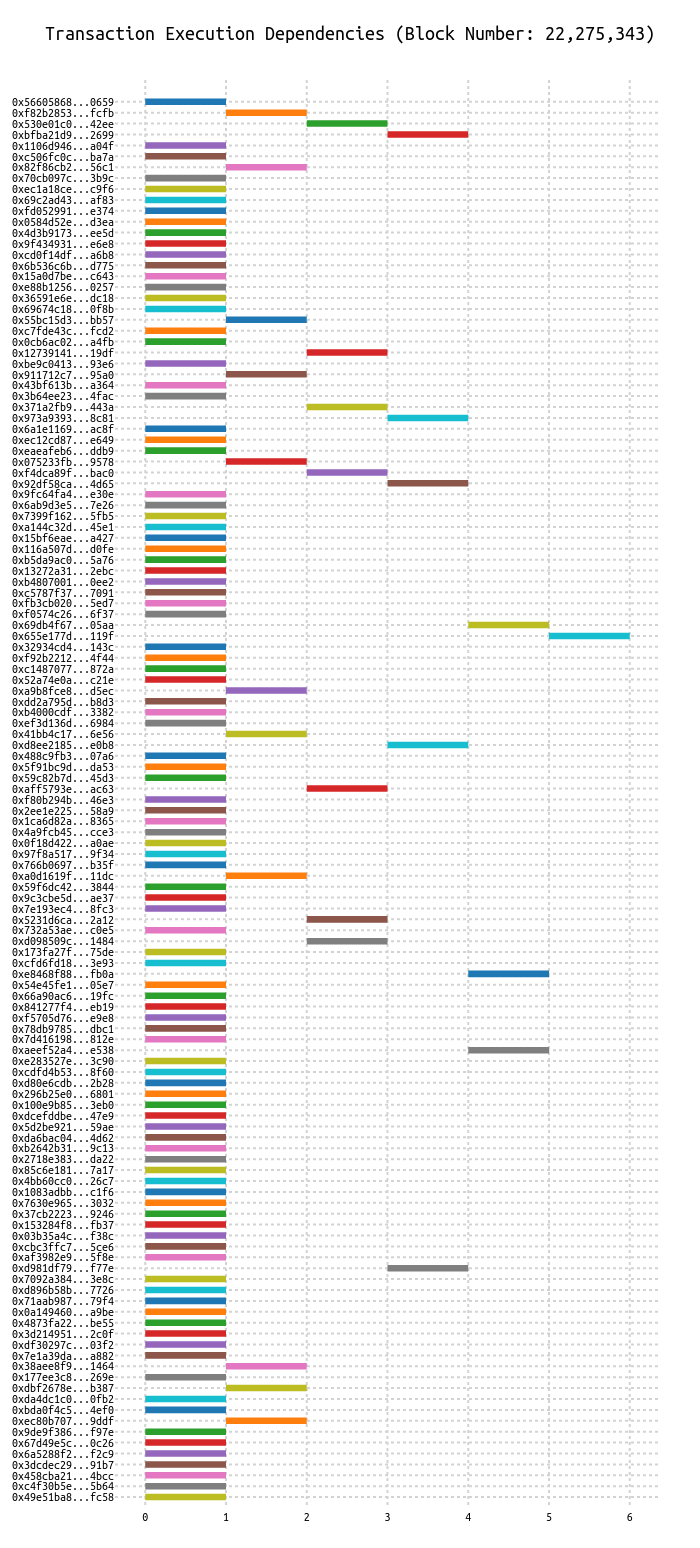 Transaction Execution Dependencies (Block Number: 22,275,343)
0x56605868...0659
0xf82b2853...fcfb
0x530e01c0...42ee
0xbfba21d9...2699
0x1106d946...a04f
0xc506fc0c...ba7a
0x82f86cb2...56c1
0x70cb097c...3b9c
0xec1a18ce...c9f6
0x69c2ad43...af83
0xfd052991...e374
0x0584d52e...d3ea
0x4d3b9173...ee5d
0x9f434931...e6e8
0xcd0f14df...a6b8
0x6b536c6b...d775
0x15a0d7be...c643
0xe88b1256...0257
0x36591e6e...dc18
0x69674c18...0f8b
0x55bc15d3...bb57
0xc7fde43c...fcd2
0x0cb6ac02...a4fb
0x12739141...19df
0xbe9c0413...93e6
0x911712c7...95a0
0x43bf613b...a364
0x3b64ee23...4fac
0x371a2fb9...443a
0x973a9393...8c81
0x6a1e1169...ac8f
0xec12cd87...e649
0xeaeafeb6...ddb9
0x075233fb...9578
0xf4dca89f...bac0
0x92df58ca...4d65
0x9fc64fa4...e30e
0x6ab9d3e5...7e26
0x7399f162...5fb5
0xa144c32d...45e1
0x15bf6eae...a427
0x116a507d...d0fe
0xb5da9ac0...5a76
0x13272a31...2ebc
0xb4807001...0ee2
0xc5787f37...7091
0xfb3cb020...5ed7
0xf0574c26...6f37
0x69db4f67...05aa
0x655e177d...119f
0x32934cd4...143c
0xf92b2212...4f44
0xc1487077...872a
0x52a74e0a...c21e
0xa9b8fce8...d5ec
0xdd2a795d...b8d3
0xb4000cdf...3382
0xef3d136d...6984
0x41bb4c17...6e56
0xd8ee2185...e0b8
0x488c9fb3...07a6
0x5f91bc9d...da53
0x59c82b7d...45d3
0xaff5793e...ac63
0xf80b294b...46e3
0x2ee1e225...58a9
0x1ca6d82a...8365
0x4a9fcb45...cce3
0x0f18d422...a0ae
0x97f8a517...9f34
0x766b0697...b35f
0xa0d1619f...11dc
0x59f6dc42...3844
0x9c3cbe5d...ae37
0x7e193ec4...8fc3
0x5231d6ca...2a12
0x732a53ae...c0e5
0xd098509c...1484
0x173fa27f...75de
0xcfd6fd18...3e93
0xe8468f88...fb0a
0x54e45fe1...05e7
0x66a90ac6...19fc
0x841277f4...eb19
0xf5705d76...e9e8
0x78db9785...dbc1
0x7d416198...812e
0xaeef52a4...e538
0xe283527e...3c90
0xcdfd4b53...8f60
0xd80e6cdb...2b28
0x296b25e0...6801
0x100e9b85...3eb0
0xdcefddbe...47e9
0x5d2be921...59ae
0xda6bac04...4d62
0xb2642b31...9c13
0x2718e383...da22
0x85c6e181...7a17
0x4bb60cc0...26c7
0x1083adbb...c1f6
0x7630e965...3032
0x37cb2223...9246
0x153284f8...fb37
0x03b35a4c...f38c
0xcbc3ffc7...5ce6
0xaf3982e9...5f8e
0xd981df79...f77e
0x7092a384...3e8c
0xd896b58b...7726
0x71aab987...79f4
0x0a149460...a9be
0x4873fa22...be55
0x3d214951...2c0f
0xdf30297c...03f2
0x7e1a39da...a882
0x38aee8f9...1464
0x177ee3c8...269e
0xdbf2678e...b387
0xda4dc1c0...0fb2
0xbda0f4c5...4ef0
0xec80b707...9ddf
0x9de9f386...f97e
0x67d49e5c...0c26
0x6a5288f2...f2c9
0x3dcdec29...91b7
0x458cba21...4bcc
0xc4f30b5e...5b64
0x49e51ba8...fc58
0 1 2 3 4 5 6